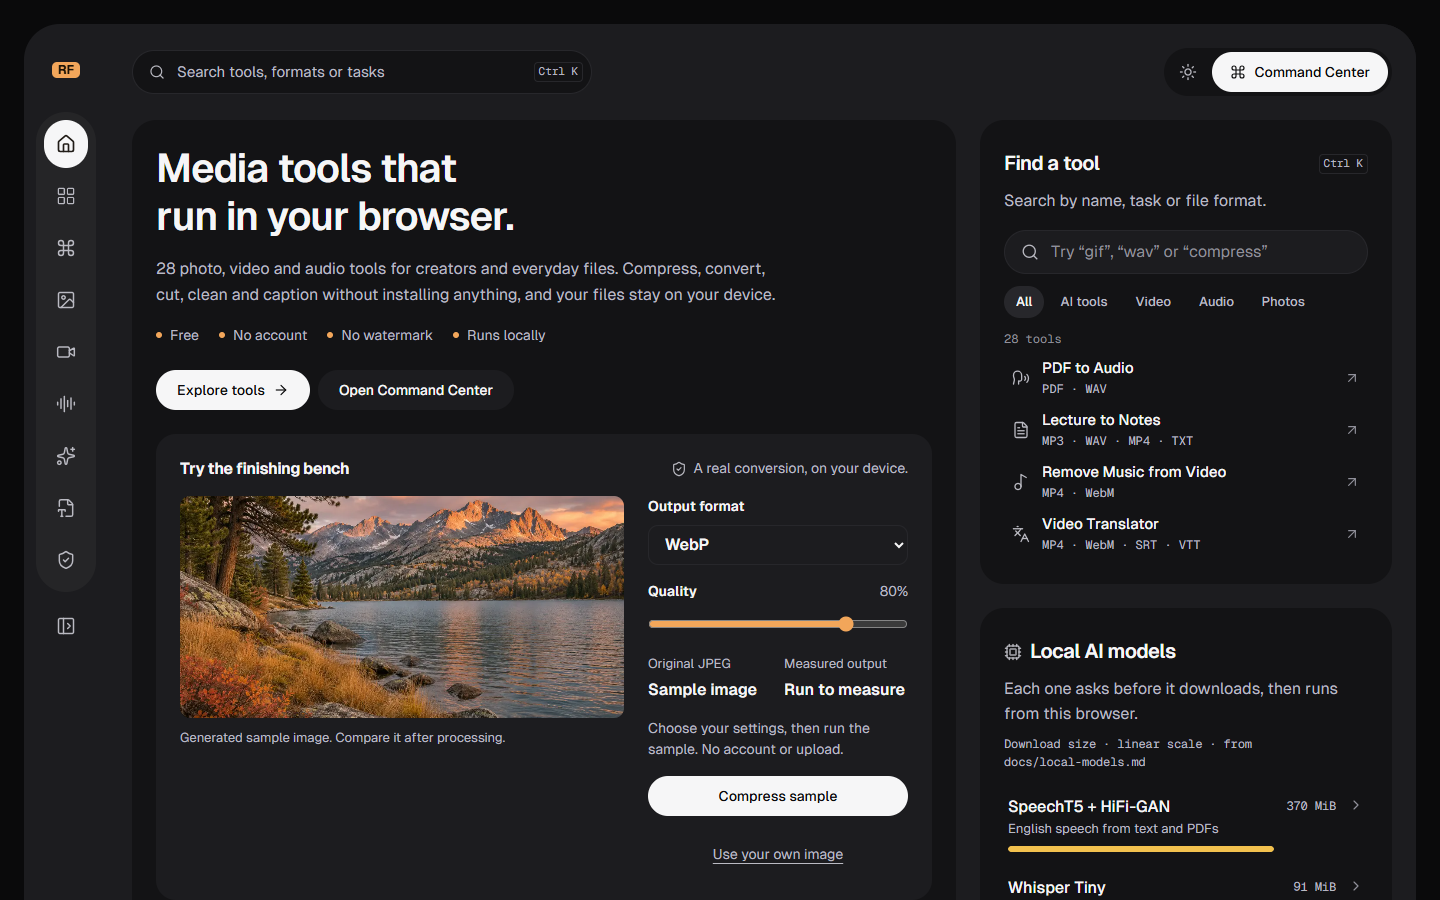 RF
Search tools, formats or tasks
Ctrl K
Command Center
Media tools that
run in your browser.
28 photo, video and audio tools for creators and everyday files. Compress, convert,
cut, clean and caption without installing anything, and your files stay on your device.
Free
No account
No watermark
Runs locally
Explore tools
Open Command Center
Try the finishing bench
A real conversion, on your device.
Generated sample image. Compare it after processing.
Output format
WebP
Quality
80%
Original JPEG
Measured output
Sample image
Run to measure
Choose your settings, then run the
sample. No account or upload.
Compress sample
Use your own image
Find a tool
Ctrl K
Search by name, task or file format.
Try “gif”, “wav” or “compress”
All
AI tools
Video
Audio
Photos
28 tools
PDF to Audio
PDF · WAV
Lecture to Notes
MP3 · WAV · MP4 · TXT
Remove Music from Video
MP4 · WebM
Video Translator
MP4 · WebM · SRT · VTT
Local AI models
Each one asks before it downloads, then runs
from this browser.
Download size · linear scale · from
docs/local-models.md
SpeechT5 + HiFi-GAN
370 MiB
English speech from text and PDFs
Whisper Tiny
91 MiB